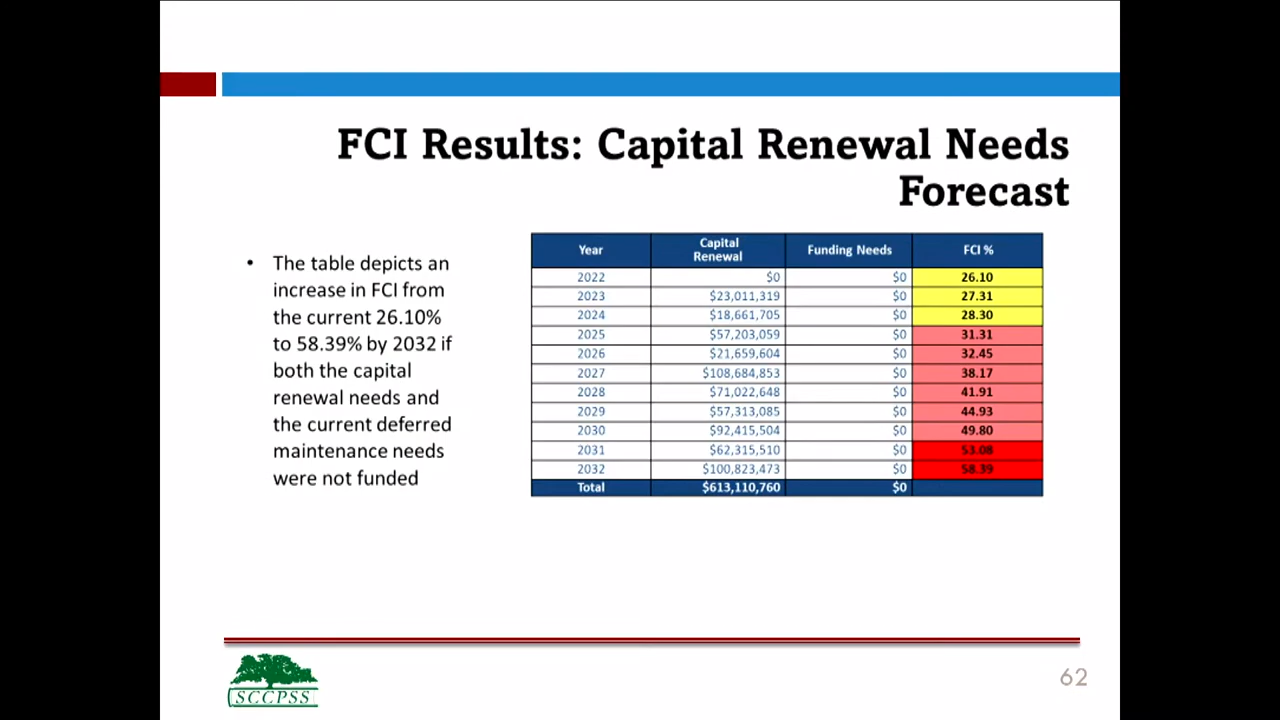 FCI Results: Capital Renewal Needs
Forecast
• The table depicts an
increase in FCI from
the current 26.10%
to 58.39% by 2032 if
both the capital
renewal needs and
the current deferred
maintenance needs
were not funded
Year Capital Renewal Funding Needs FCI %
2022 $0 $0 26.10
2023 $23,011,319 $0 27.31
2024 $18,661,705 $0 28.30
2025 $57,203,059 $0 31.31
2026 $21,659,604 $0 32.45
2027 $108,684,853 $0 38.17
2028 $71,022,648 $0 41.91
2029 $57,313,085 $0 44.93
2030 $92,415,504 $0 49.80
2031 $62,315,510 $0 53.08
2032 $100,823,473 $0 58.39
Total $613,110,760 $0
SCCPSS
62